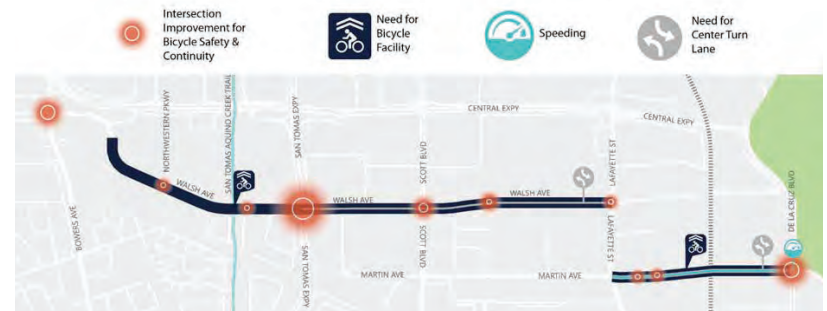 Intersection
Improvement for
Bicycle Safety &
Continuity
Need for
Bicycle
Facility
Speeding
Need for
Center Turn
Lane
NORTHWESTERN PKWY
SAN TOMAS AQUINO CREEK TRAIL
SAN TOMAS EXPY
CENTRAL EXPY
CENTRAL EXPY
SCOTT BLVD
LAFAYETTE ST
DE LA CRUZ BLVD
WALSH AVE
WALSH AVE
WALSH AVE
BOWERS AVE
SAN TOMAS EXPY
SCOTT BLVD
LAFAYETTE ST
MARTIN AVE
MARTIN AVE